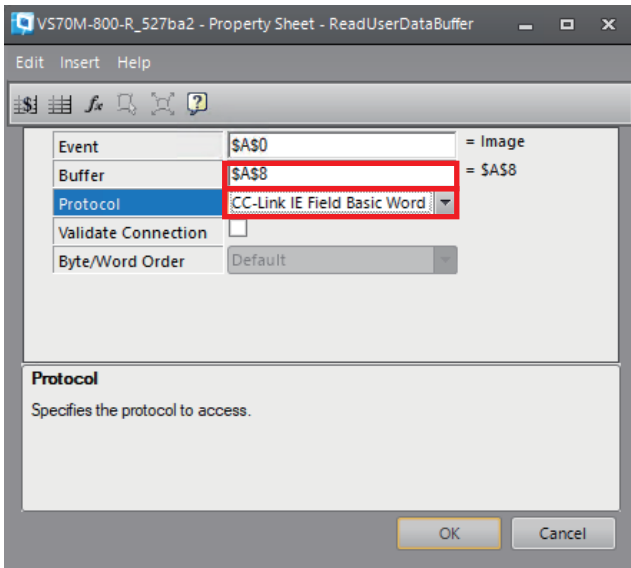 VS70M-800-R_527ba2 - Property Sheet - ReadUserDataBuffer
Edit Insert Help
$ fx ?
Event $A$0 = Image
Buffer $A$8 = $A$8
Protocol CC-Link IE Field Basic Word
Validate Connection
Byte/Word Order Default
Protocol
Specifies the protocol to access.
OK Cancel